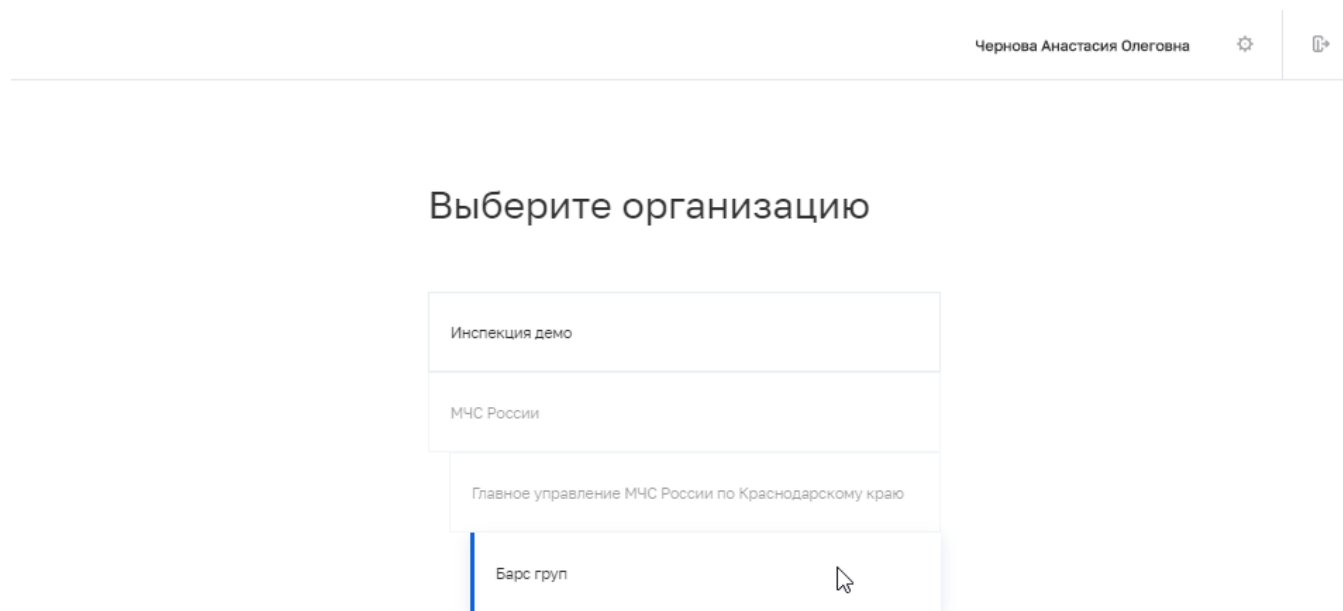 Чернова Анастасия Олеговна
Выберите организацию
Инспекция демо
МЧС России
Главное управление МЧС России по Краснодарскому краю
Барс груп